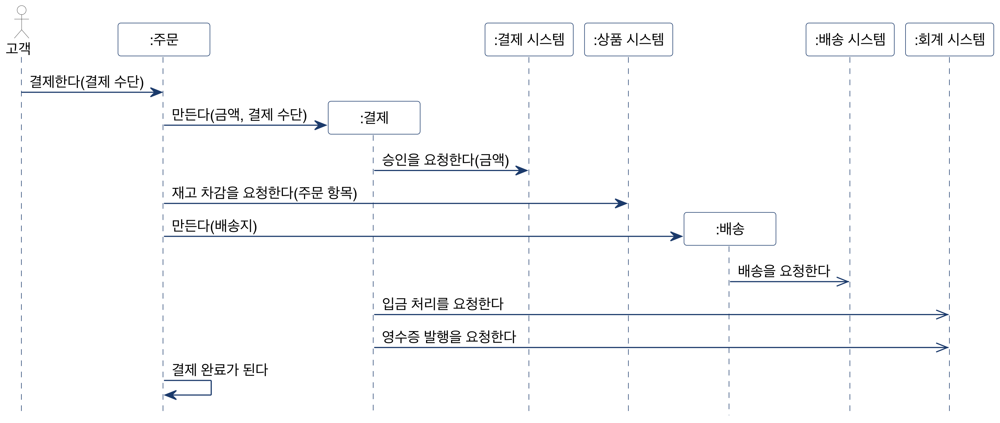 고객
:주문
:결제 시스템
:상품 시스템
:배송 시스템
:회계 시스템
결제한다(결제 수단)
만든다(금액, 결제 수단)
:결제
승인을 요청한다(금액)
재고 차감을 요청한다(주문 항목)
만든다(배송지)
:배송
배송을 요청한다
입금 처리를 요청한다
영수증 발행을 요청한다
결제 완료가 된다